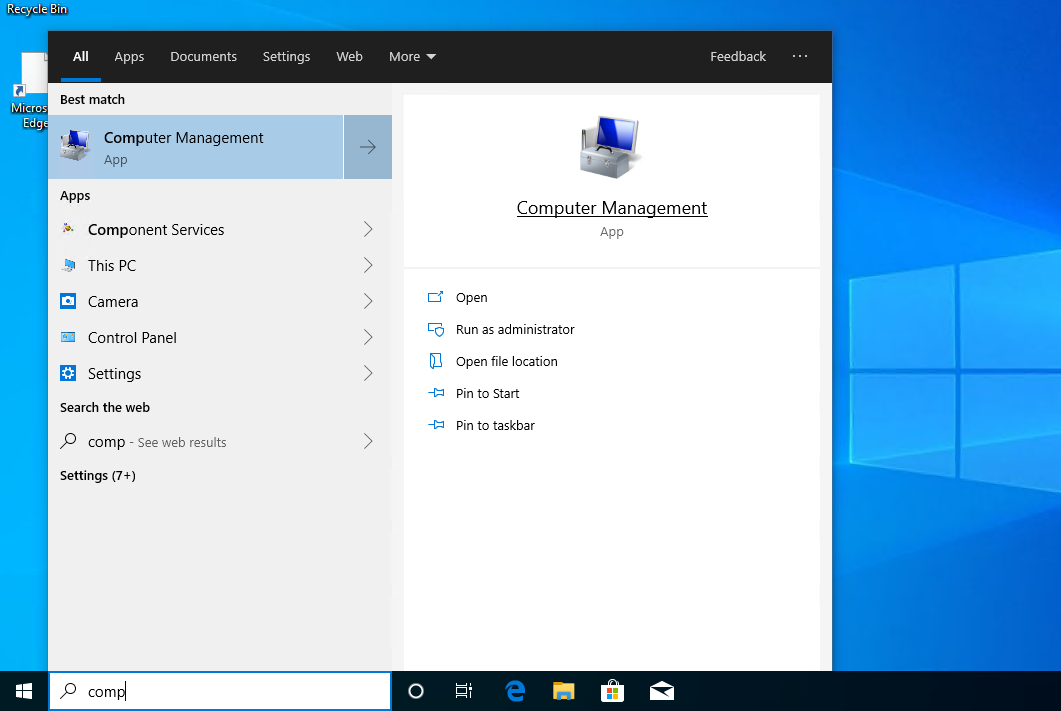 Recycle Bin
Micros
Edge
All Apps Documents Settings Web More Feedback ...
Best match
Computer Management
App
Apps
Component Services
This PC
Camera
Control Panel
Settings
Search the web
comp - See web results
Settings (7+)
Computer Management
App
Open
Run as administrator
Open file location
Pin to Start
Pin to taskbar
comp